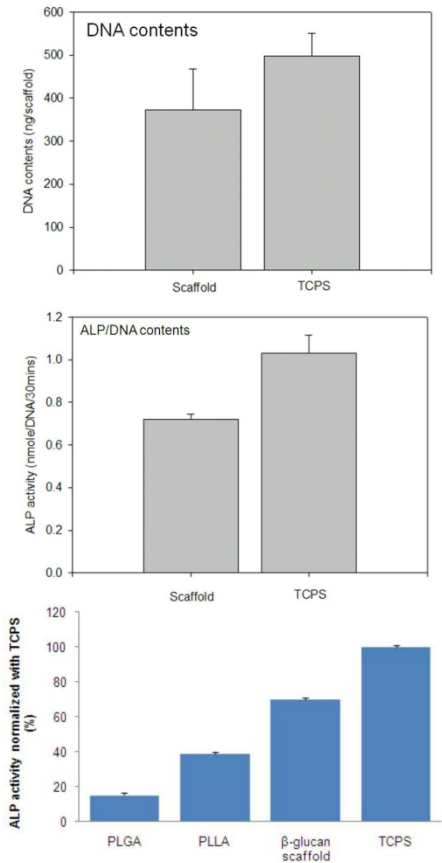 DNA contents
DNA contents (ng/scaffold)
600
500
400
300
200
100
0
Scaffold TCPS
ALP/DNA contents
ALP activity (nmole/DNA/30mins)
1.2
1.0
0.8
0.6
0.4
0.2
0.0
Scaffold TCPS
ALP activity normalized with TCPS
(%)
120
100
80
60
40
20
0
PLGA PLLA β-glucan TCPS
scaffold